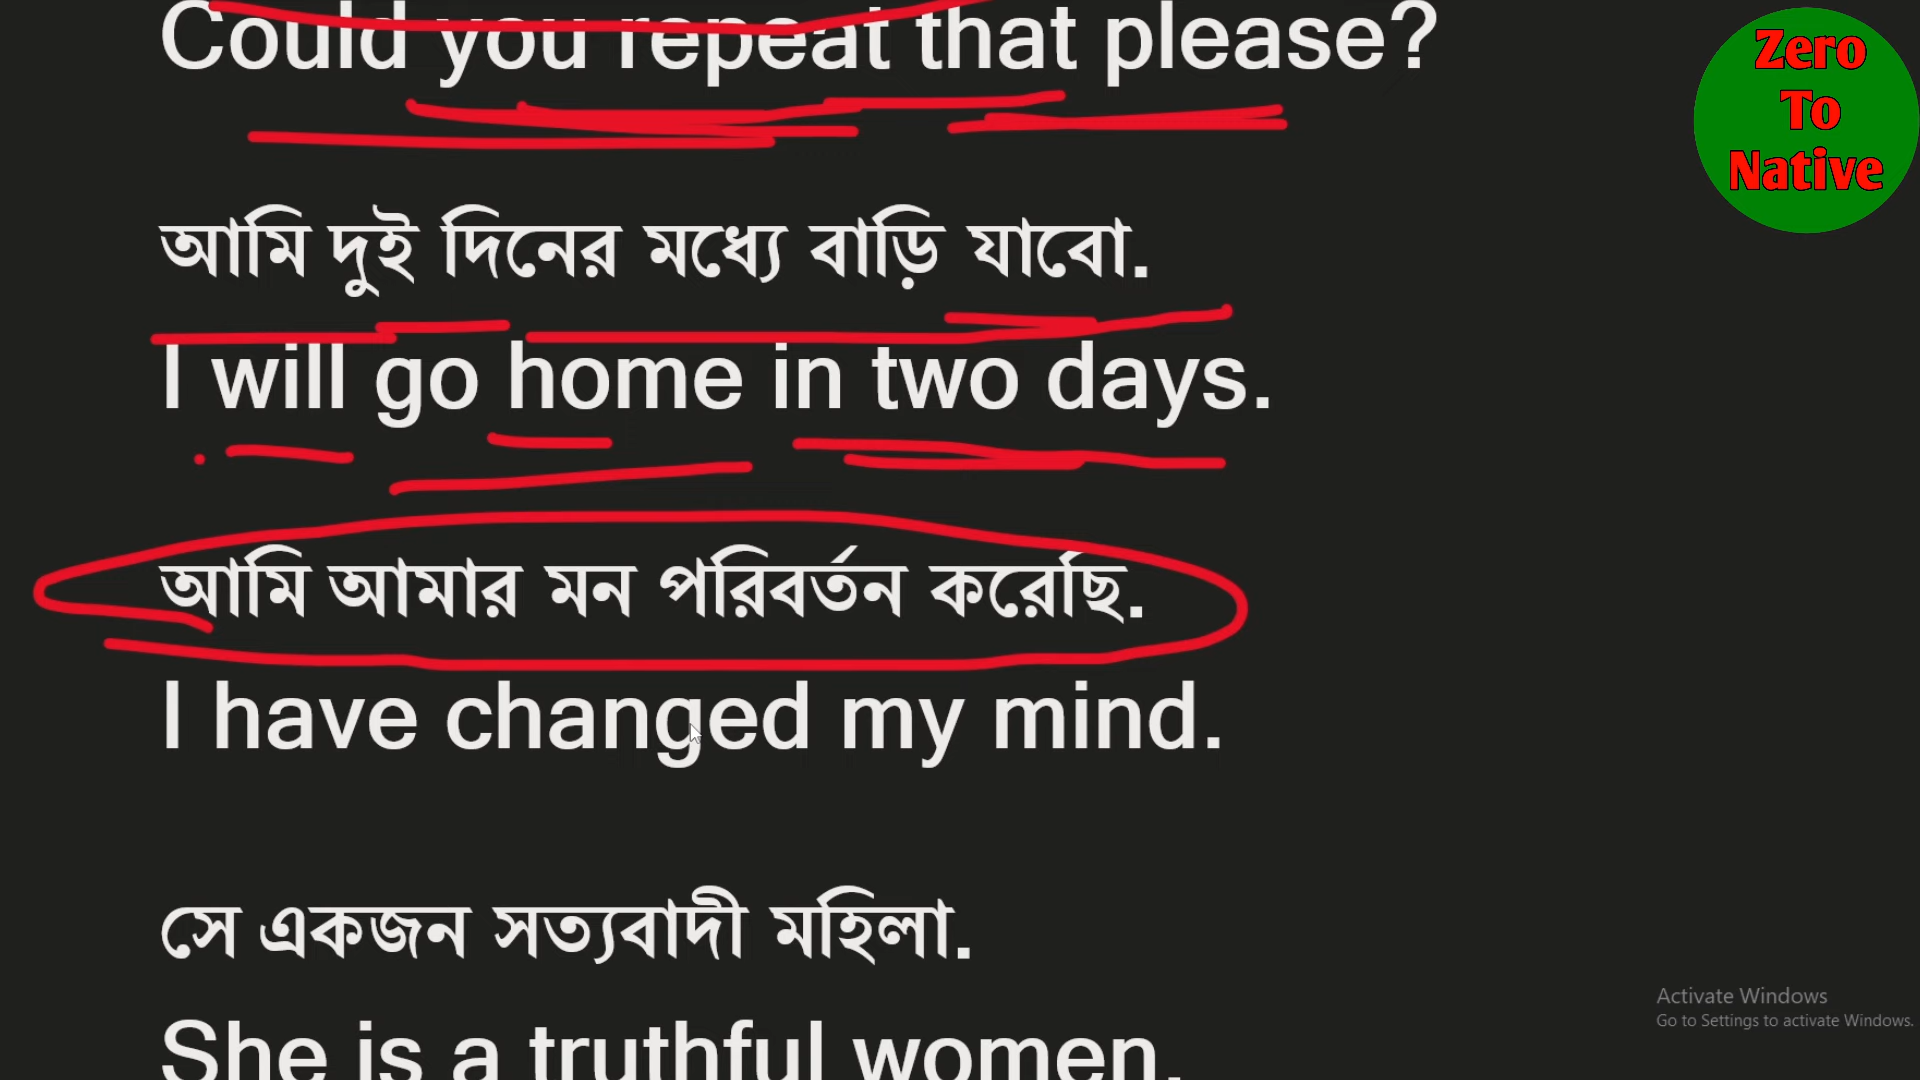 Could you repeat that please?
আমি দুই দিনের মধ্যে বাড়ি যাবো.
I will go home in two days.
আমি আমার মন পরিবর্তন করেছি.
I have changed my mind.
সে একজন সত্যবাদী মহিলা.
She is a truthful women.
Zero
To
Native
Activate Windows
Go to Settings to activate Windows.